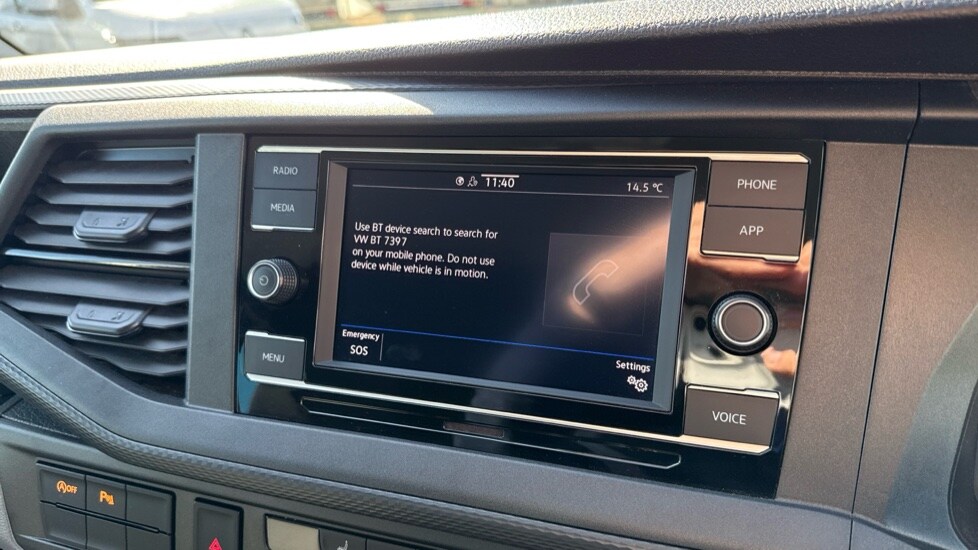 RADIO
MEDIA
MENU
11:40
14.5 °C
Use BT device search to search for
VW BT 7397
on your mobile phone. Do not use
device while vehicle is in motion.
Emergency
SOS
Settings
PHONE
APP
VOICE
A OFF
P